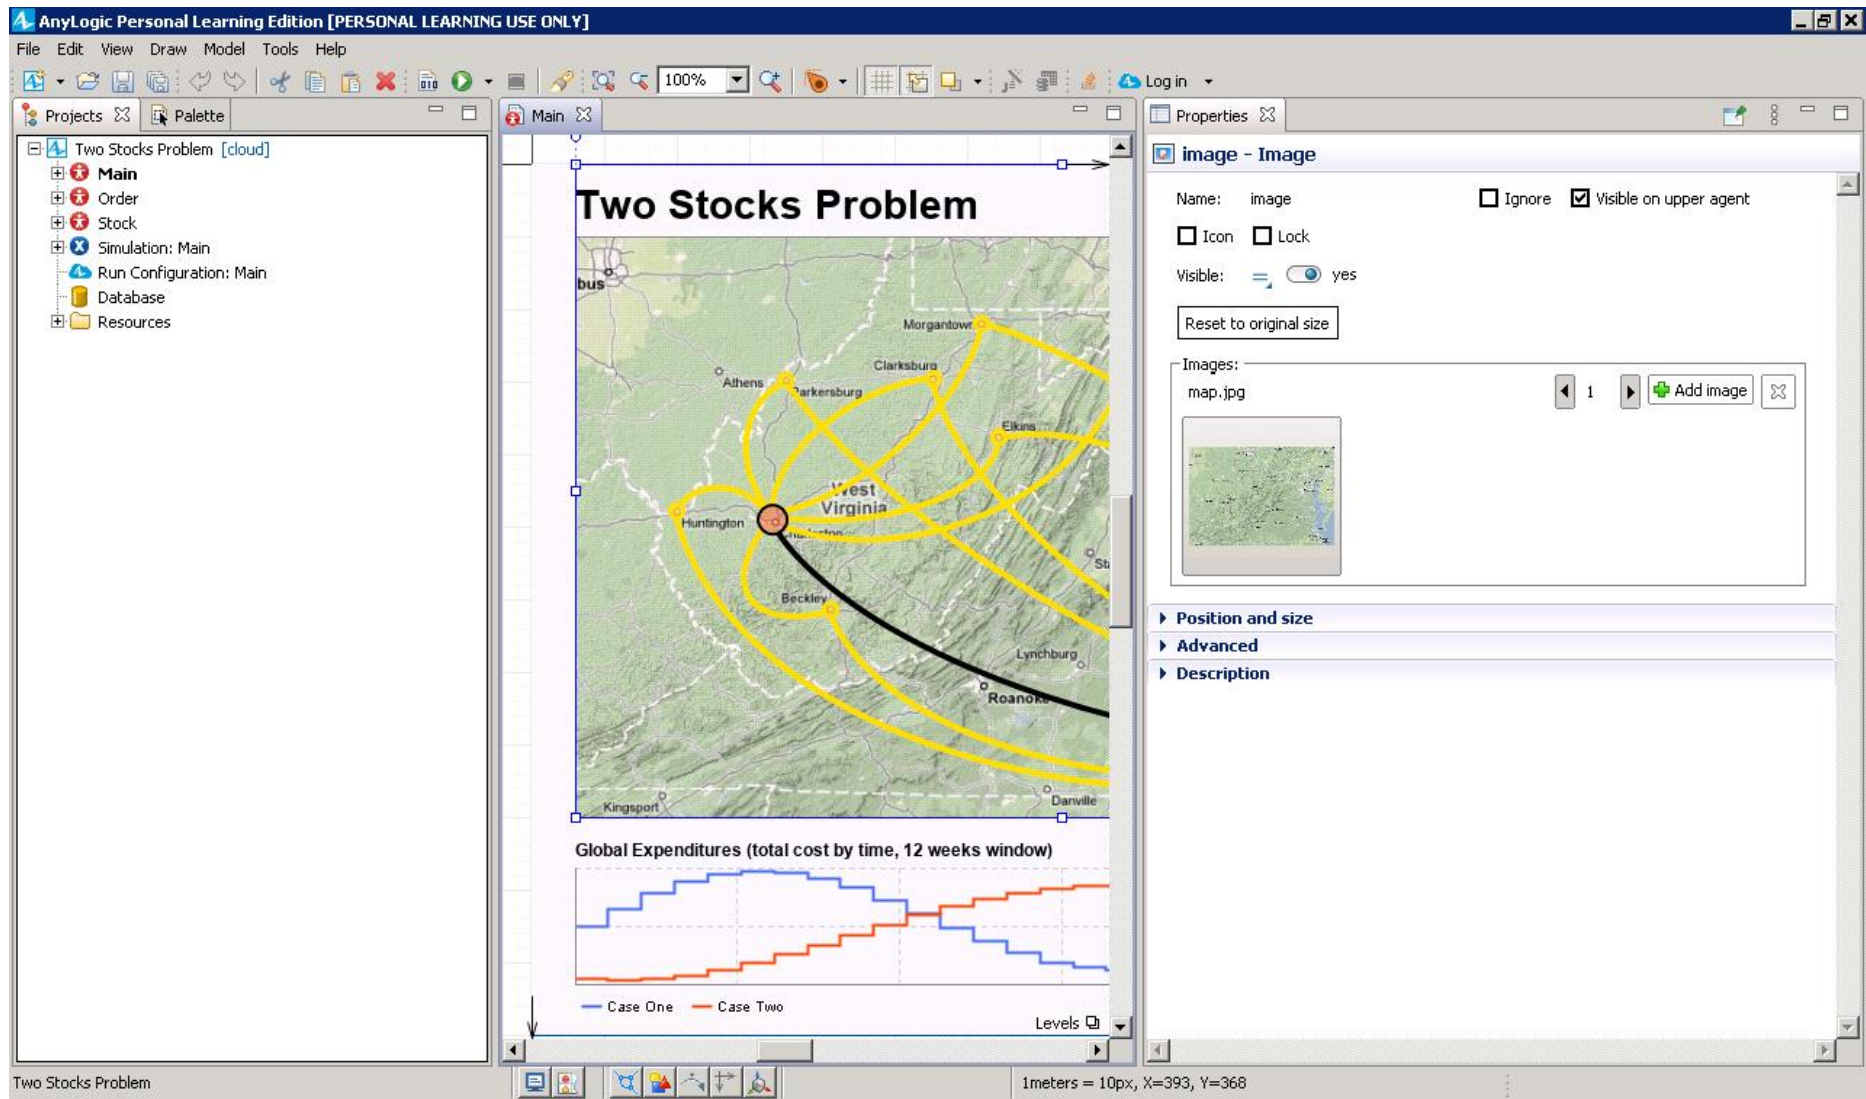 AnyLogic Personal Learning Edition [PERSONAL LEARNING USE ONLY]
File Edit View Draw Model Tools Help
100%
Log in
Projects
Palette
Two Stocks Problem [cloud]
Main
Order
Stock
Simulation: Main
Run Configuration: Main
Database
Resources
Main
Two Stocks Problem
bus
Morgantown
Clarksburg
Athens
Parkersburg
Elkins
West
Virginia
Huntington
Charleston
Sta
Beckley
Lynchburg
Roanoke
Kingsport
Danville
Global Expenditures (total cost by time, 12 weeks window)
Case One Case Two
Levels
Properties
image - Image
Name: image Ignore Visible on upper agent
Icon Lock
Visible: = yes
Reset to original size
Images:
map.jpg 1 Add image
Position and size
Advanced
Description
Two Stocks Problem
1meters = 10px, X=393, Y=368